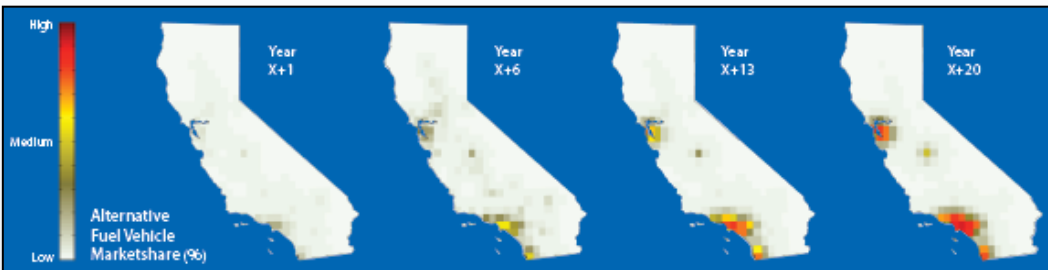 High
Medium
Low
Alternative
Fuel Vehicle
Marketshare (%)
Year
X+1
Year
X+6
Year
X+13
Year
X+20